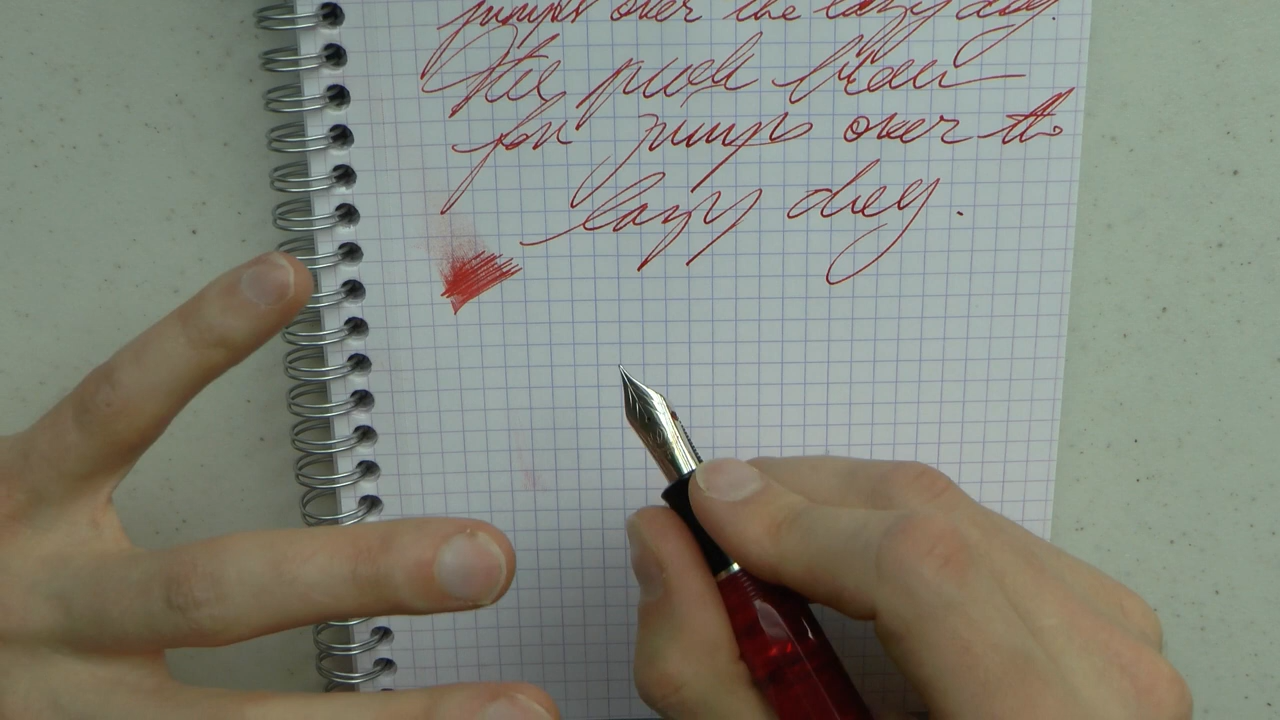 jumps over the lazy dog.
The quick brown
fox jumps over the
lazy dog.